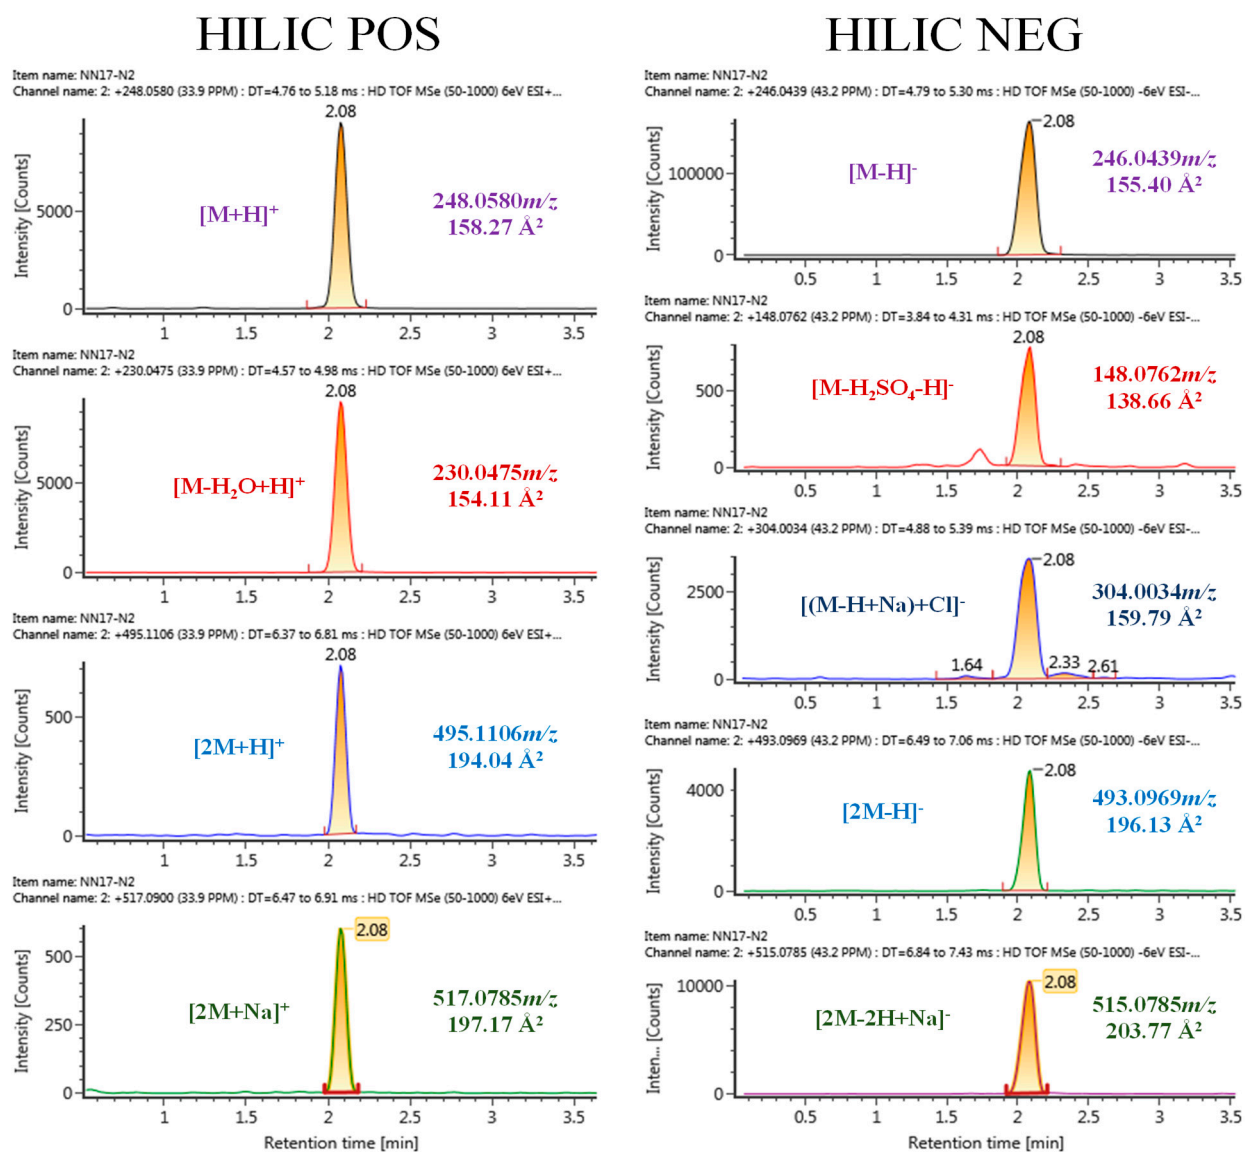 HILIC POS
Item name: NN17-N2
Channel name: 2: +248.0580 (33.9 PPM) : DT=4.76 to 5.18 ms : HD TOF MSe (50-1000) 6eV ESI+...
2.08
Intensity [Counts]
5000
0
[M+H]⁺
248.0580m/z
158.27 Å²
1 1.5 2 2.5 3 3.5
Item name: NN17-N2
Channel name: 2: +230.0475 (33.9 PPM) : DT=4.57 to 4.98 ms : HD TOF MSe (50-1000) 6eV ESI+...
2.08
Intensity [Counts]
5000
0
[M-H₂O+H]⁺
230.0475m/z
154.11 Å²
1 1.5 2 2.5 3 3.5
Item name: NN17-N2
Channel name: 2: +495.1106 (33.9 PPM) : DT=6.37 to 6.81 ms : HD TOF MSe (50-1000) 6eV ESI+...
2.08
Intensity [Counts]
500
0
[2M+H]⁺
495.1106m/z
194.04 Å²
1 1.5 2 2.5 3 3.5
Item name: NN17-N2
Channel name: 2: +517.0900 (33.9 PPM) : DT=6.47 to 6.91 ms : HD TOF MSe (50-1000) 6eV ESI+...
2.08
Intensity [Counts]
500
250
0
[2M+Na]⁺
517.0785m/z
197.17 Å²
1 1.5 2 2.5 3 3.5
Retention time [min]
HILIC NEG
Item name: NN17-N2
Channel name: 2: +246.0439 (43.2 PPM) : DT=4.79 to 5.30 ms : HD TOF MSe (50-1000) -6eV ESI-...
2.08
Intensity [Counts]
100000
0
[M-H]⁻
246.0439m/z
155.40 Å²
0.5 1 1.5 2 2.5 3 3.5
Item name: NN17-N2
Channel name: 2: +148.0762 (43.2 PPM) : DT=3.84 to 4.31 ms : HD TOF MSe (50-1000) -6eV ESI-...
2.08
Intensity [Counts]
500
0
[M-H₂SO₄-H]⁻
148.0762m/z
138.66 Å²
0.5 1 1.5 2 2.5 3 3.5
Item name: NN17-N2
Channel name: 2: +304.0034 (43.2 PPM) : DT=4.88 to 5.39 ms : HD TOF MSe (50-1000) -6eV ESI-...
2.08
Intensity [Counts]
2500
0
[(M-H+Na)+Cl]⁻
304.0034m/z
159.79 Å²
1.64 2.33 2.61
0.5 1 1.5 2 2.5 3 3.5
Item name: NN17-N2
Channel name: 2: +493.0969 (43.2 PPM) : DT=6.49 to 7.06 ms : HD TOF MSe (50-1000) -6eV ESI-...
2.08
Intensity [Counts]
4000
0
[2M-H]⁻
493.0969m/z
196.13 Å²
0.5 1 1.5 2 2.5 3 3.5
Item name: NN17-N2
Channel name: 2: +515.0785 (43.2 PPM) : DT=6.84 to 7.43 ms : HD TOF MSe (50-1000) -6eV ESI-...
2.08
Inten... [Counts]
10000
0
[2M-2H+Na]⁻
515.0785m/z
203.77 Å²
0.5 1 1.5 2 2.5 3 3.5
Retention time [min]